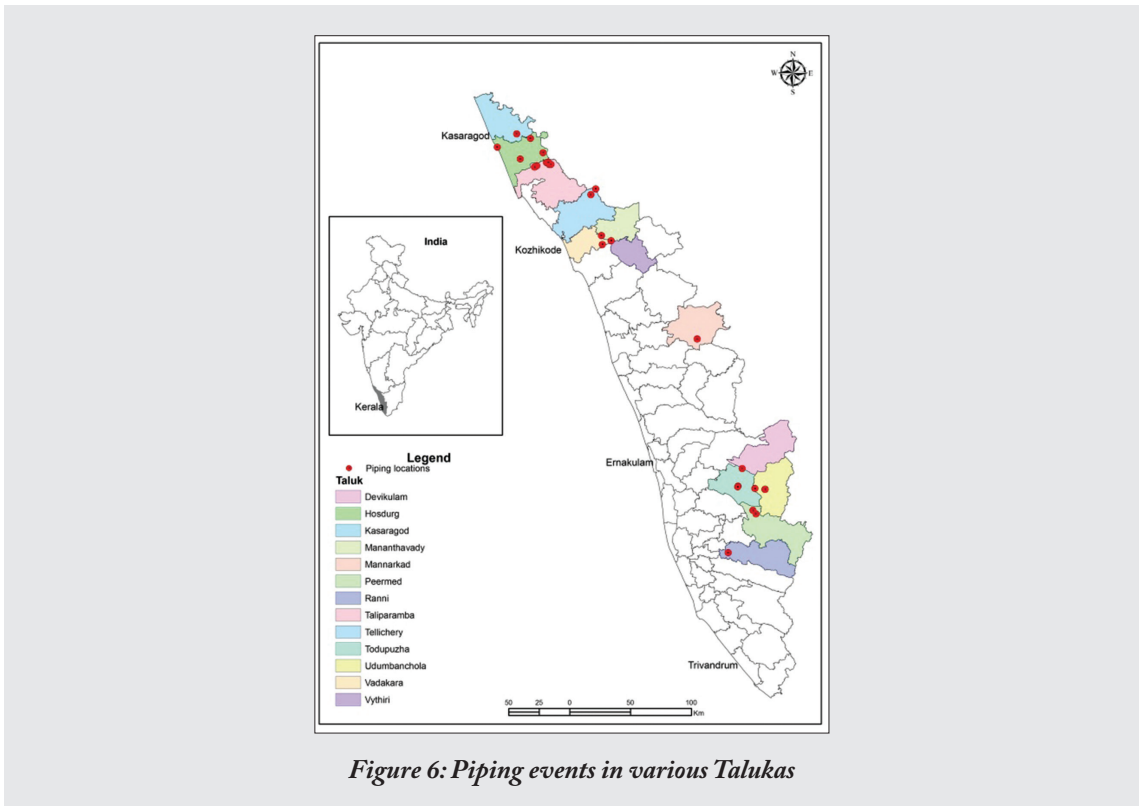 N
W E
S
Kasaragod
Kozhikode
India
Kerala
Ernakulam
Trivandrum
Legend
Piping locations
Taluk
Devikulam
Hosdurg
Kasaragod
Mananthavady
Mannarkad
Peermed
Ranni
Taliparamba
Tellichery
Todupuzha
Udumbanchola
Vadakara
Vythiri
50 25 0 50 100
Km
Figure 6: Piping events in various Talukas